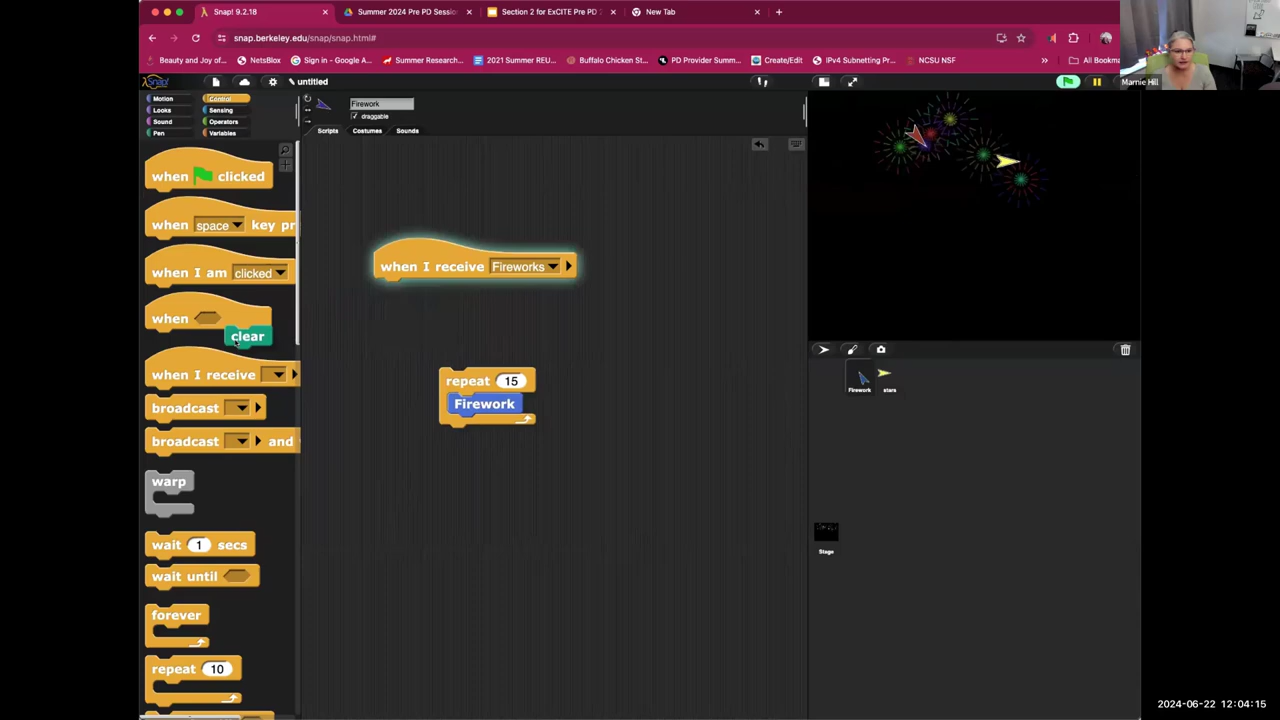 Snap! 9.2.18
Summer 2024 Pre PD Sessi
Section 2 for ExCITE Pre PD 2
New Tab
snap.berkeley.edu/snap/snap.html#
Beauty and Joy of…
NetsBlox
Sign in - Google A…
Summer Research…
2021 Summer REU…
Buffalo Chicken St…
PD Provider Summ…
Create/Edit
IPv4 Subnetting Pr…
NCSU NSF
All Bookma
Marnie Hill
Snap!
untitled
Motion
Control
Looks
Sensing
Sound
Operators
Pen
Variables
Firework
draggable
Scripts
Costumes
Sounds
when clicked
when space key pr
when I am clicked
when
clear
when I receive
broadcast
broadcast and
warp
wait 1 secs
wait until
forever
repeat 10
when I receive Fireworks
repeat 15
Firework
Firework
stars
Stage
2024-06-22 12:04:15